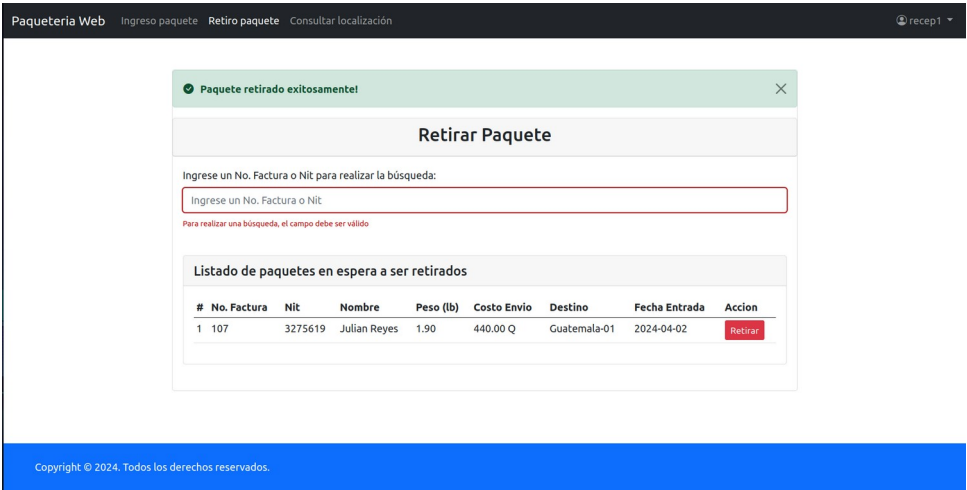 Paqueteria Web Ingreso paquete Retiro paquete Consultar localización recep1
Paquete retirado exitosamente!
Retirar Paquete
Ingrese un No. Factura o Nit para realizar la búsqueda:
Ingrese un No. Factura o Nit
Para realizar una búsqueda, el campo debe ser válido
Listado de paquetes en espera a ser retirados
# No. Factura Nit Nombre Peso (lb) Costo Envio Destino Fecha Entrada Accion
1 107 3275619 Julian Reyes 1.90 440.00 Q Guatemala-01 2024-04-02 Retirar
Copyright © 2024. Todos los derechos reservados.